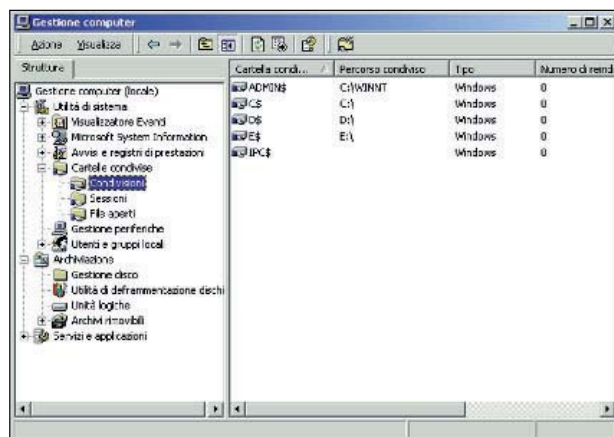 Gestione computer
Azione Visualizza
Struttura
Gestione computer (locale)
Utilità di sistema
Visualizzatore Eventi
Microsoft System Information
Avvisi e registri di prestazioni
Cartelle condivise
Condivisioni
Sessioni
File aperti
Gestione periferiche
Utenti e gruppi locali
Archiviazione
Gestione disco
Utilità di deframmentazione dischi
Unità logiche
Archivi rimovibili
Servizi e applicazioni
Cartella condi... Percorso condiviso Tipo Numero di reindi
ADMIN$ C:\WINNT Windows 0
C$ C:\ Windows 0
D$ D:\ Windows 0
E$ E:\ Windows 0
IPC$ Windows 0